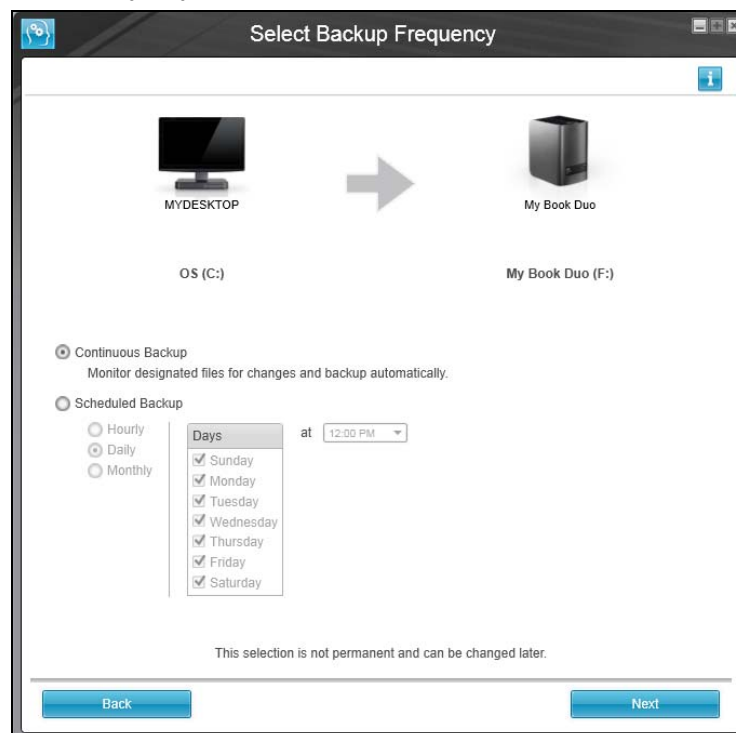 Select Backup Frequency
MYDESKTOP
My Book Duo
OS (C:)
My Book Duo (F:)
Continuous Backup
Monitor designated files for changes and backup automatically.
Scheduled Backup
Hourly
Daily
Monthly
Days
Sunday
Monday
Tuesday
Wednesday
Thursday
Friday
Saturday
at 12:00 PM
This selection is not permanent and can be changed later.
Back
Next